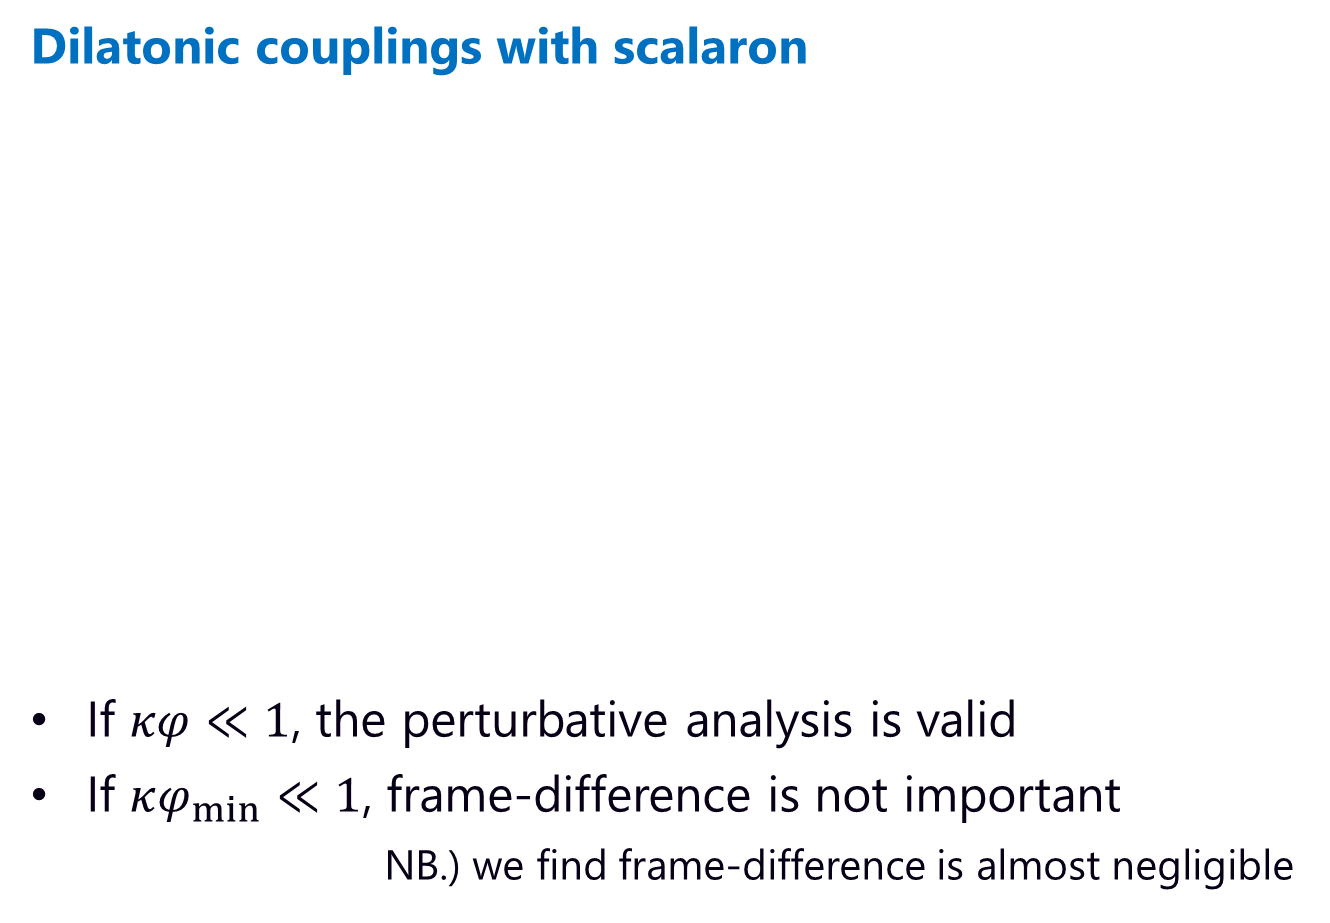 Dilatonic couplings with scalaron
• If 𝜅𝜑 ≪ 1, the perturbative analysis is valid
• If 𝜅𝜑min ≪ 1, frame-difference is not important
NB.) we find frame-difference is almost negligible